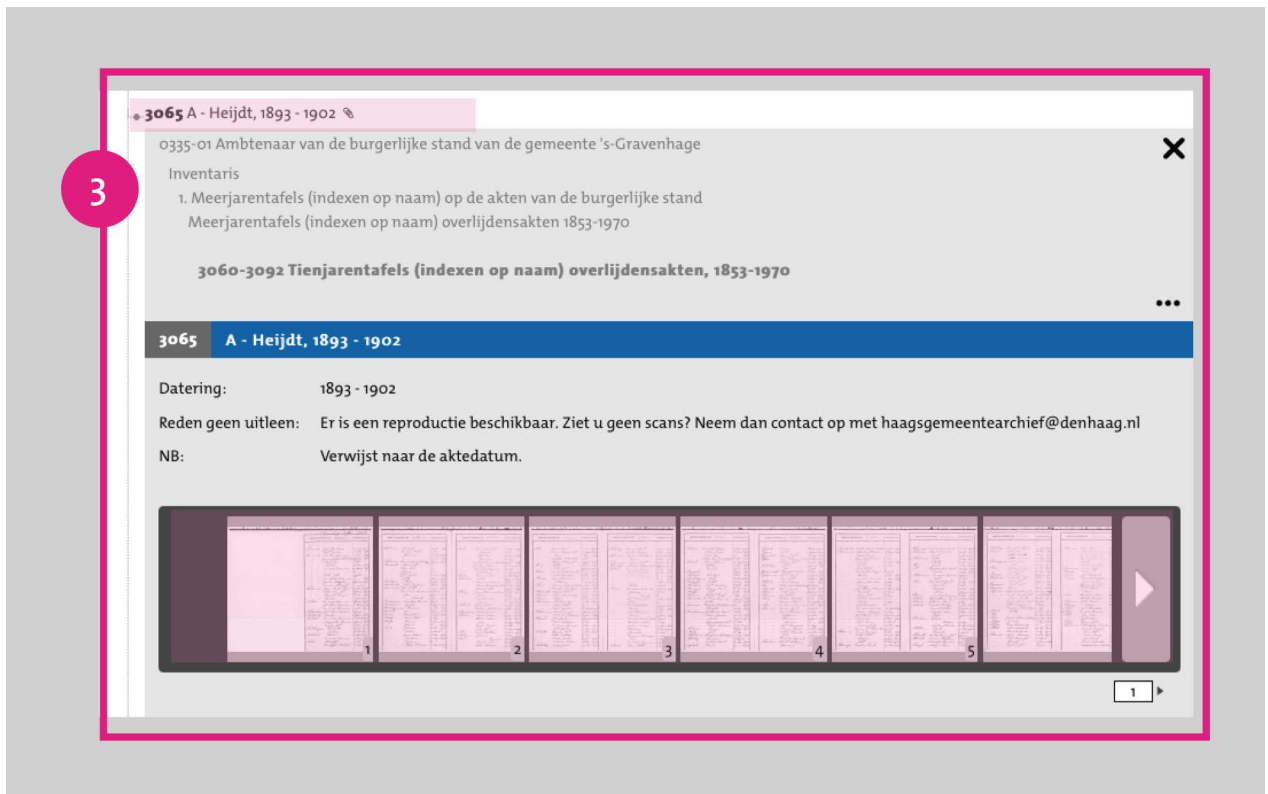 3065 A - Heijdt, 1893 - 1902
0335-01 Ambtenaar van de burgerlijke stand van de gemeente 's-Gravenhage
Inventaris
3
1. Meerjarentafels (indexen op naam) op de akten van de burgerlijke stand
Meerjarentafels (indexen op naam) overlijdensakten 1853-1970
3060-3092 Tienjarentafels (indexen op naam) overlijdensakten, 1853-1970
3065 A - Heijdt, 1893 - 1902
Datering: 1893 - 1902
Reden geen uitleen: Er is een reproductie beschikbaar. Ziet u geen scans? Neem dan contact op met haagsgemeentearchief@denhaag.nl
NB: Verwijst naar de aktedatum.
1 2 3 4 5
1